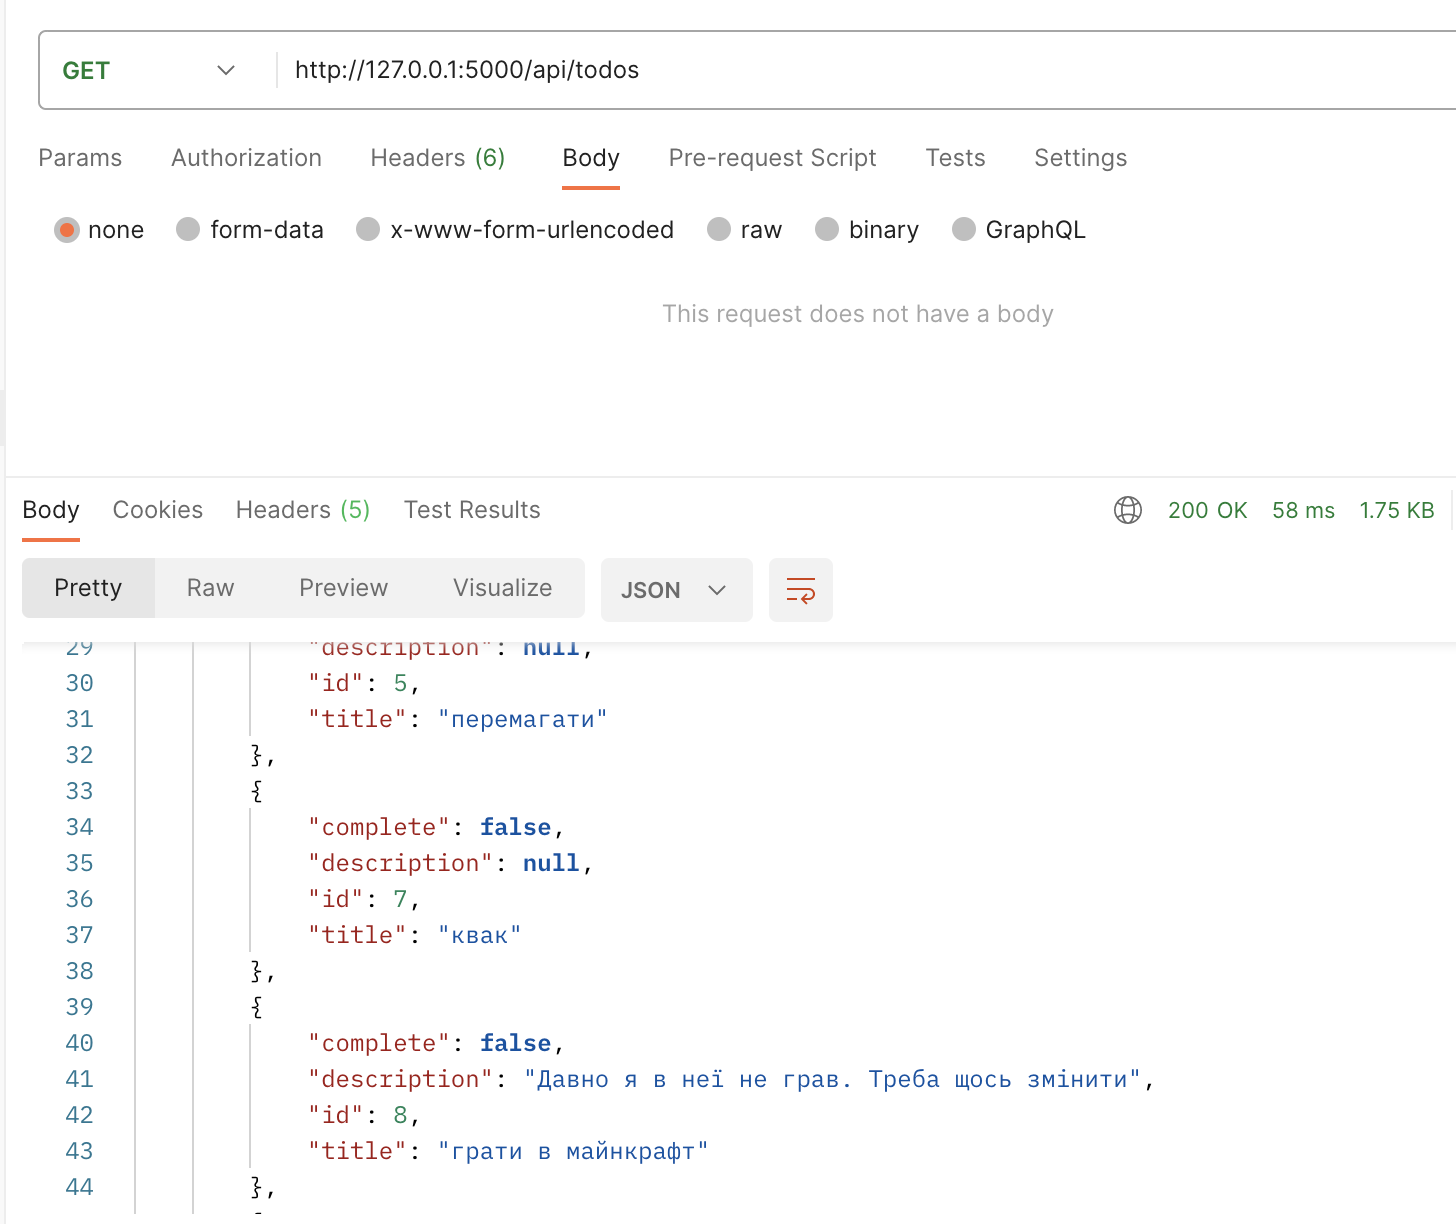 GET http://127.0.0.1:5000/api/todos
Params Authorization Headers (6) Body Pre-request Script Tests Settings
none form-data x-www-form-urlencoded raw binary GraphQL
This request does not have a body
Body Cookies Headers (5) Test Results 200 OK 58 ms 1.75 KB
Pretty Raw Preview Visualize JSON
29 "description": null,
30 "id": 5,
31 "title": "перемагати"
32 },
33 {
34 "complete": false,
35 "description": null,
36 "id": 7,
37 "title": "квак"
38 },
39 {
40 "complete": false,
41 "description": "Давно я в неї не грав. Треба щось змінити",
42 "id": 8,
43 "title": "грати в майнкрафт"
44 },